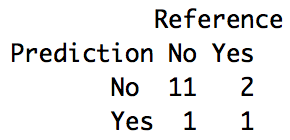 Reference
Prediction No Yes
No 11 2
Yes 1 1